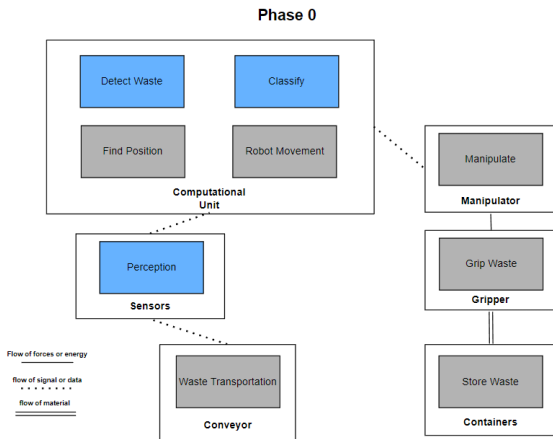 Phase 0
Detect Waste
Classify
Find Position
Robot Movement
Computational
Unit
Manipulate
Manipulator
Perception
Sensors
Grip Waste
Gripper
Flow of forces or energy
flow of signal or data
flow of material
Waste Transportation
Conveyor
Store Waste
Containers